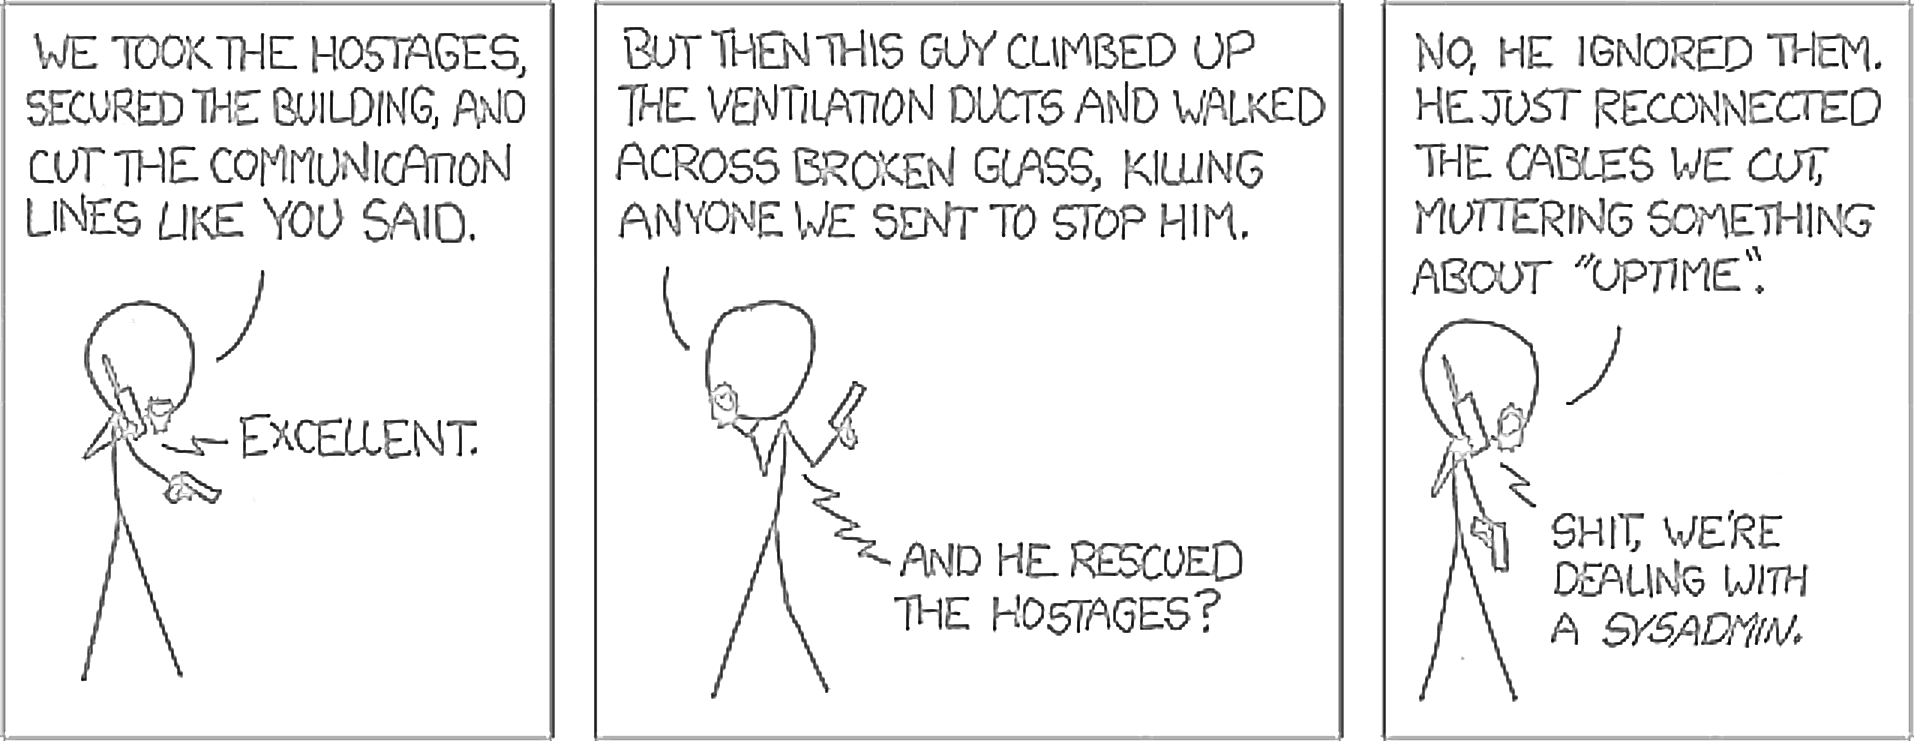 WE TOOK THE HOSTAGES,
SECURED THE BUILDING, AND
CUT THE COMMUNICATION
LINES LIKE YOU SAID.
EXCELLENT.
BUT THEN THIS GUY CLIMBED UP
THE VENTILATION DUCTS AND WALKED
ACROSS BROKEN GLASS, KILLING
ANYONE WE SENT TO STOP HIM.
AND HE RESCUED
THE HOSTAGES?
NO, HE IGNORED THEM.
HE JUST RECONNECTED
THE CABLES WE CUT,
MUTTERING SOMETHING
ABOUT "UPTIME".
SHIT, WE'RE
DEALING WITH
A SYSADMIN.